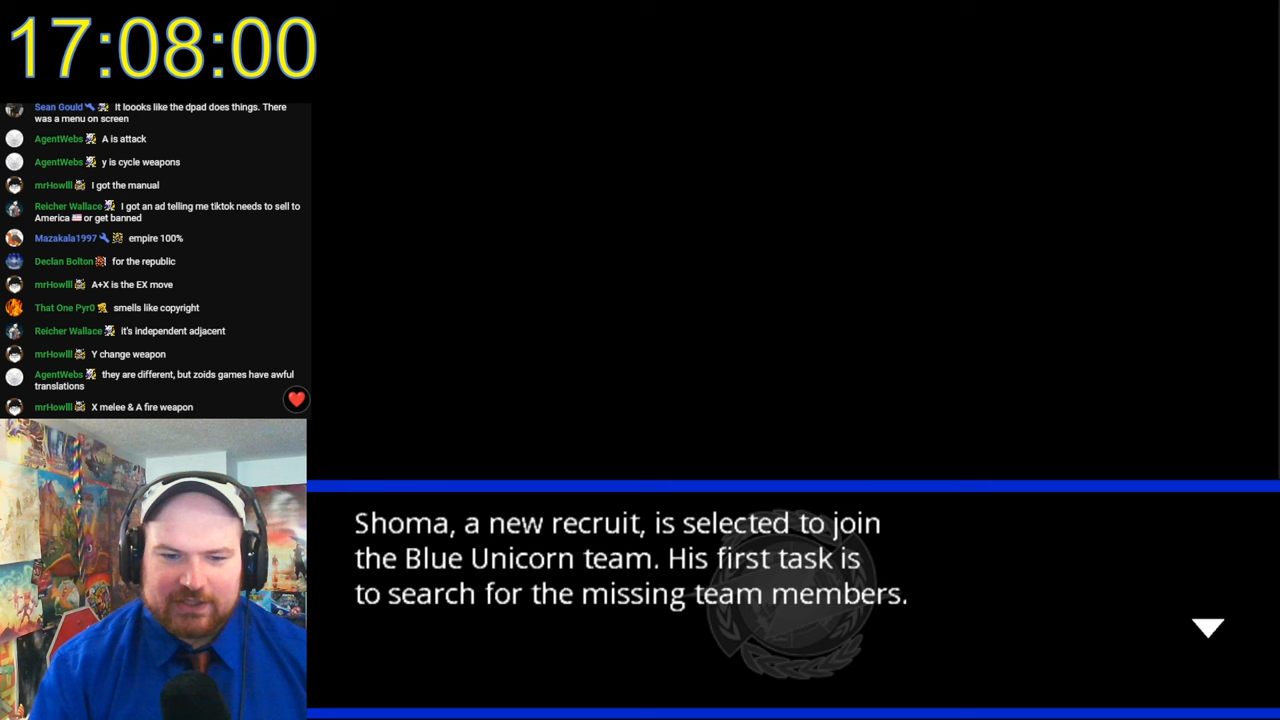 17:08:00
Sean Gould It loooks like the dpad does things. There
was a menu on screen
AgentWebs A is attack
AgentWebs y is cycle weapons
mrHowlll I got the manual
Reicher Wallace I got an ad telling me tiktok needs to sell to
America 🇺🇸 or get banned
Mazakala1997 empire 100%
Declan Bolton for the republic
mrHowlll A+X is the EX move
That One Pyr0 smells like copyright
Reicher Wallace it's independent adjacent
mrHowlll Y change weapon
AgentWebs they are different, but zoids games have awful
translations
mrHowlll X melee & A fire weapon
Shoma, a new recruit, is selected to join
the Blue Unicorn team. His first task is
to search for the missing team members.